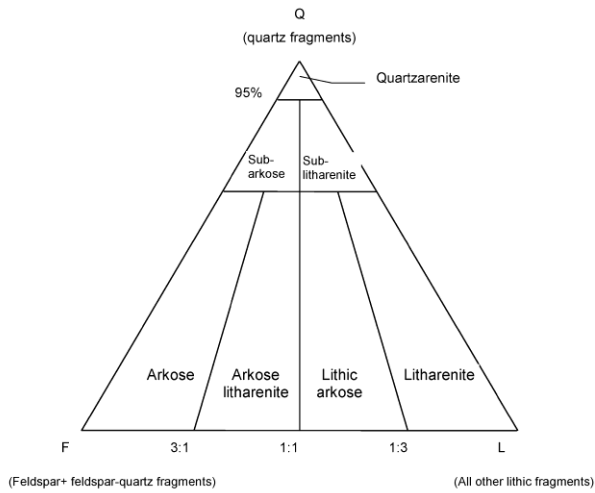 Q
(quartz fragments)
Quartzarenite
95%
Sub-
arkose
Sub-
litharenite
Arkose
Arkose
litharenite
Lithic
arkose
Litharenite
F
3:1
1:1
1:3
L
(Feldspar+ feldspar-quartz fragments)
(All other lithic fragments)